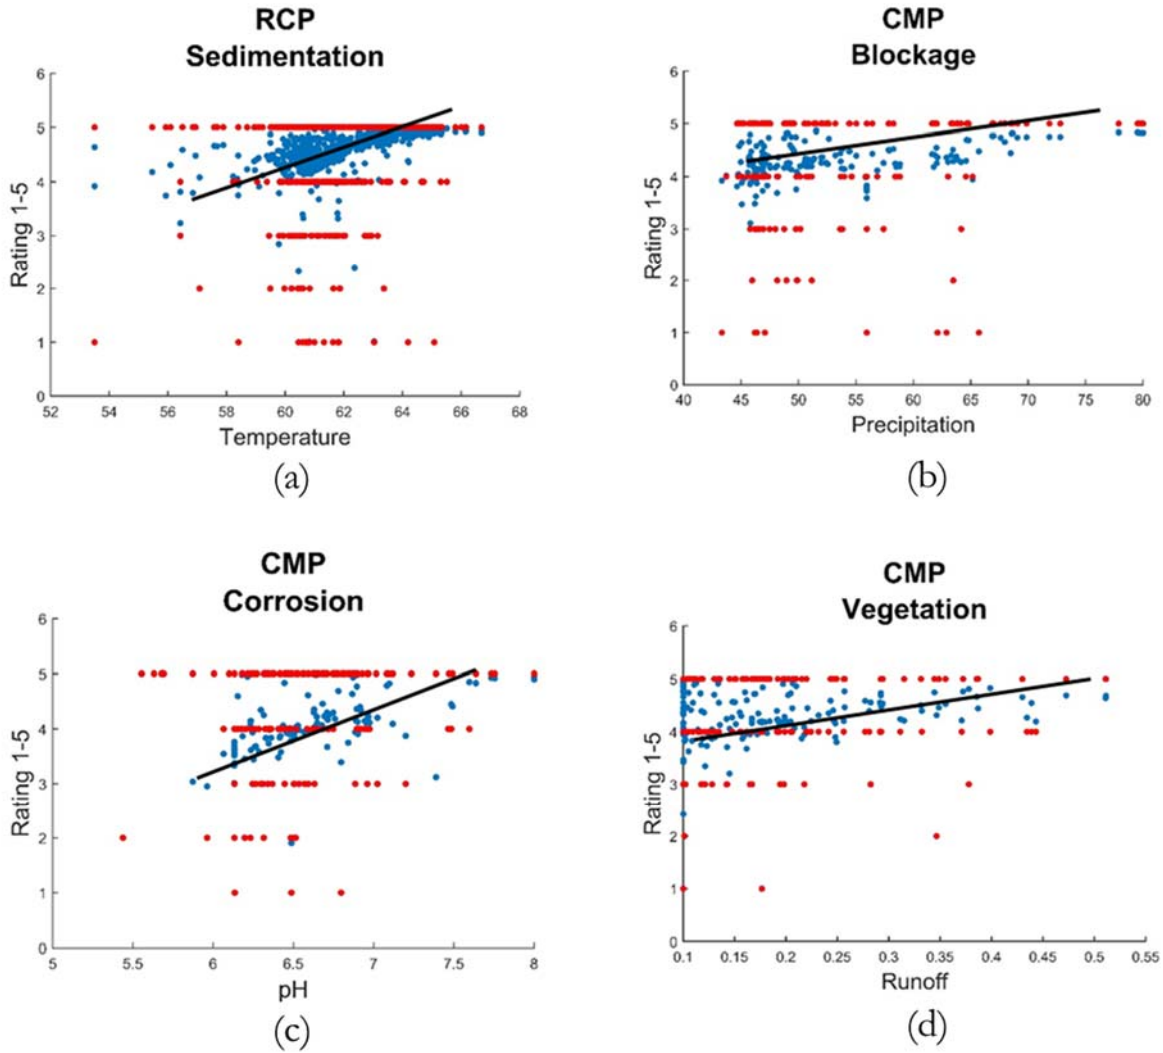 RCP
Sedimentation
6
5
4
3
2
1
0
Rating 1-5
52 54 56 58 60 62 64 66 68
Temperature
(a)
CMP
Blockage
6
5
4
3
2
1
0
Rating 1-5
40 45 50 55 60 65 70 75 80
Precipitation
(b)
CMP
Corrosion
6
5
4
3
2
1
0
Rating 1-5
5 5.5 6 6.5 7 7.5 8
pH
(c)
CMP
Vegetation
6
5
4
3
2
1
0
Rating 1-5
0.1 0.15 0.2 0.25 0.3 0.35 0.4 0.45 0.5 0.55
Runoff
(d)